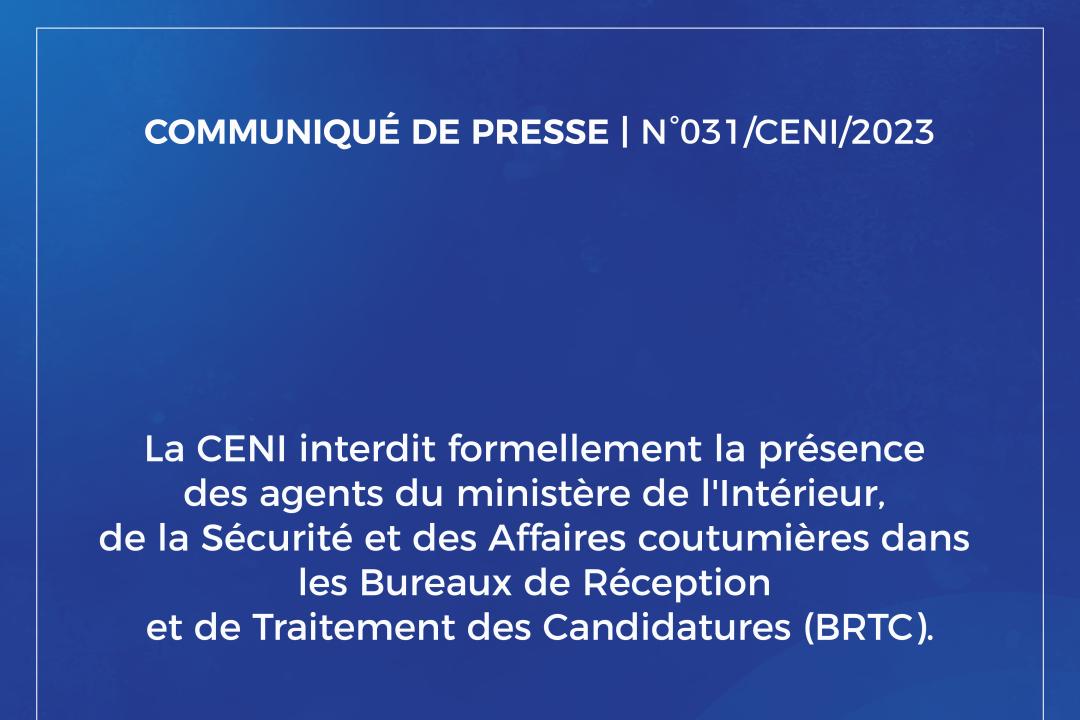 COMMUNIQUÉ DE PRESSE | N°031/CENI/2023
La CENI interdit formellement la présence
des agents du ministère de l'Intérieur,
de la Sécurité et des Affaires coutumières dans
les Bureaux de Réception
et de Traitement des Candidatures (BRTC).